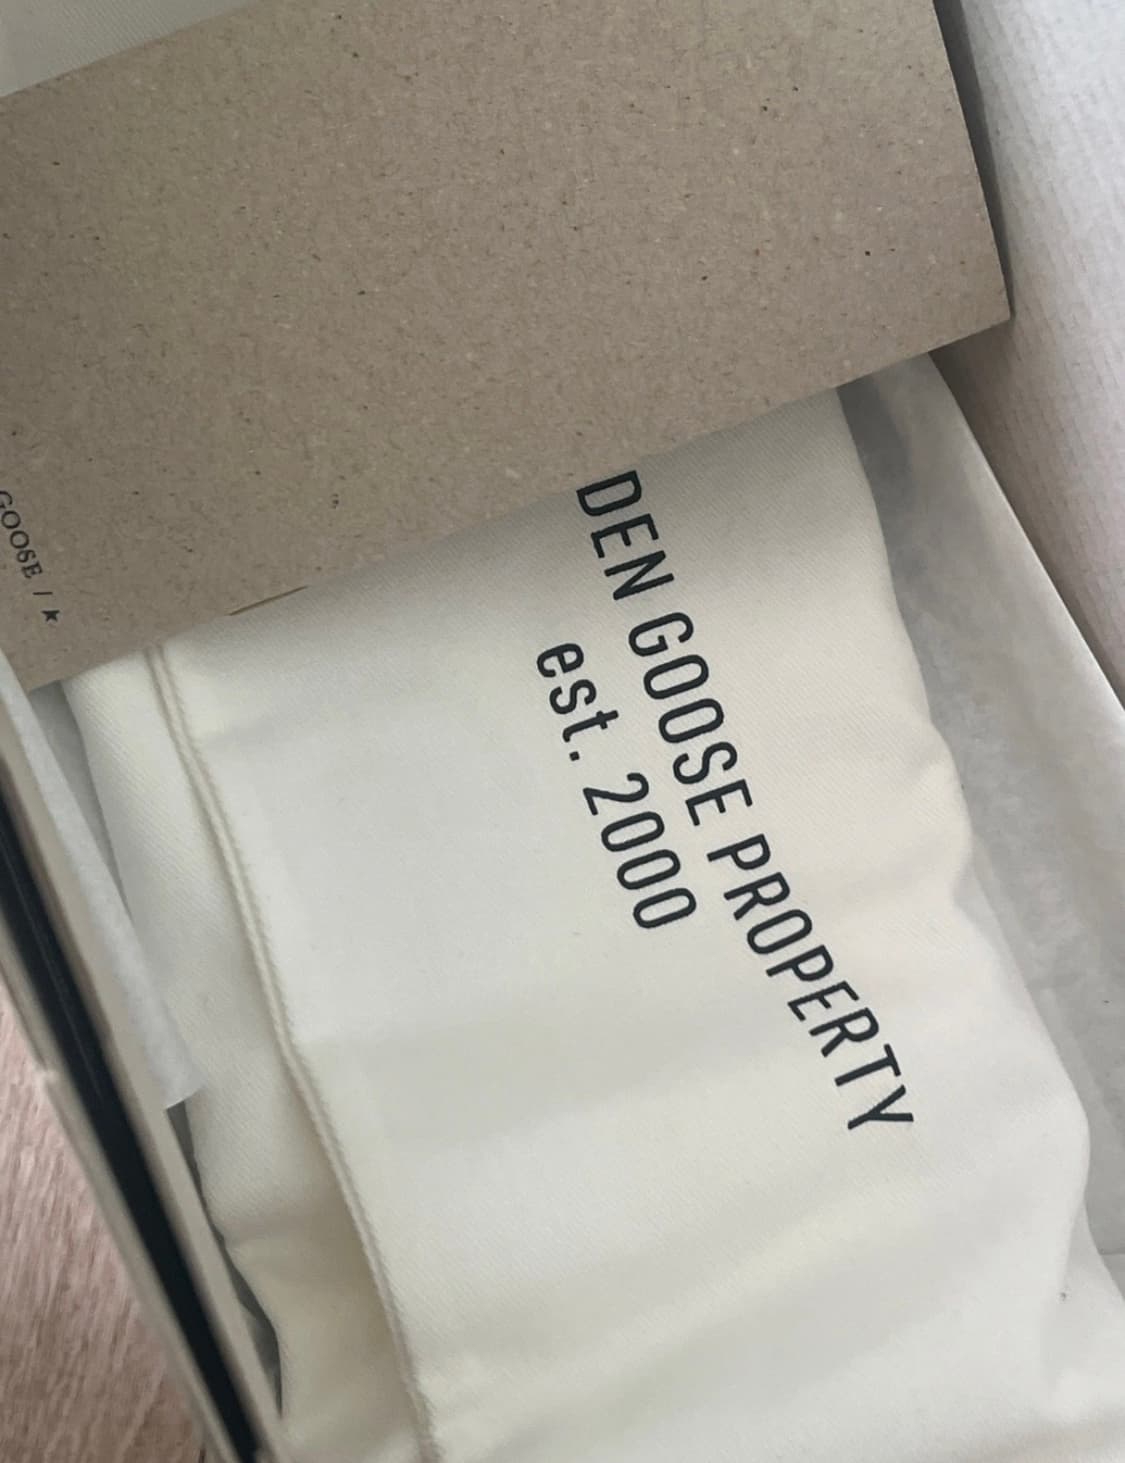 DEN GOOSE PROPERTY
est. 2000
GOOSE / ★